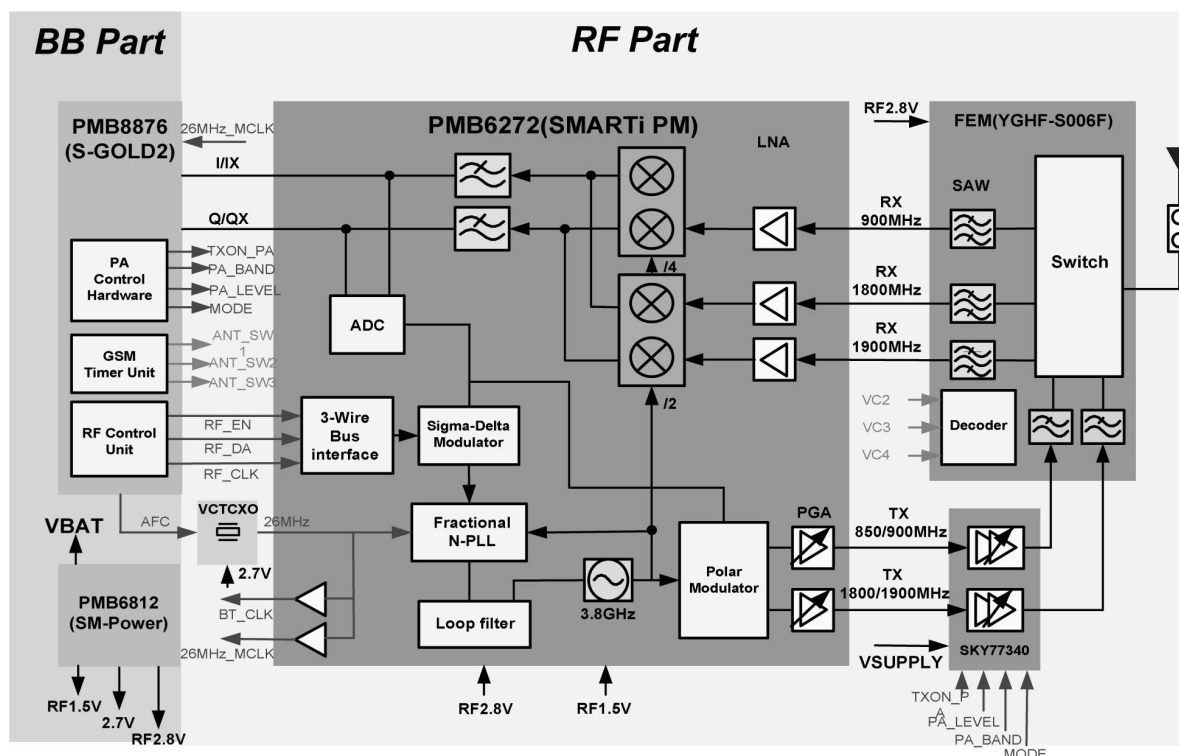 BB Part
RF Part
PMB8876
(S-GOLD2)
26MHz_MCLK
I/IX
Q/QX
PA
Control
Hardware
TXON_PA
PA_BAND
PA_LEVEL
MODE
GSM
Timer Unit
ANT_SW
1
ANT_SW2
ANT_SW3
RF Control
Unit
RF_EN
RF_DA
RF_CLK
VBAT
AFC
VCTCXO
26MHz
2.7V
BT_CLK
26MHz_MCLK
PMB6812
(SM-Power)
RF1.5V
2.7V
RF2.8V
PMB6272(SMARTi PM)
LNA
/4
/2
ADC
3-Wire
Bus
interface
Sigma-Delta
Modulator
Fractional
N-PLL
Loop filter
3.8GHz
Polar
Modulator
PGA
RF2.8V
RF1.5V
RF2.8V
RX
900MHz
RX
1800MHz
RX
1900MHz
FEM(YGHF-S006F)
SAW
Switch
VC2
VC3
VC4
Decoder
TX
850/900MHz
TX
1800/1900MHz
VSUPPLY
SKY77340
TXON_P
A
PA_LEVEL
PA_BAND
MODE